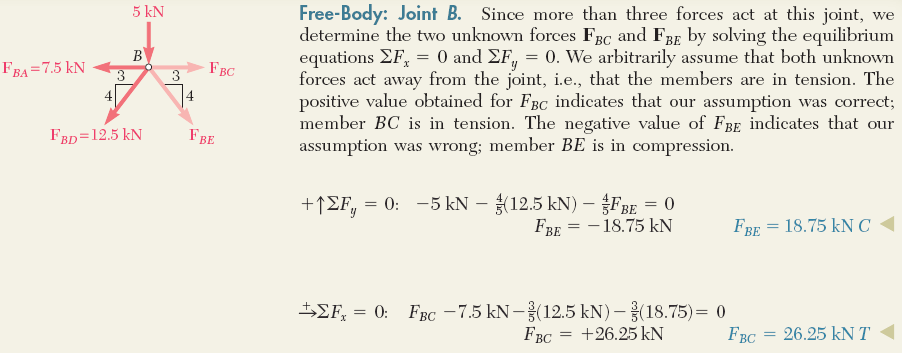 5 kN
B
F_BA = 7.5 kN
F_BC
3
3
4
4
F_BD = 12.5 kN
F_BE
Free-Body: Joint B. Since more than three forces act at this joint, we
determine the two unknown forces F_BC and F_BE by solving the equilibrium
equations ΣF_x = 0 and ΣF_y = 0. We arbitrarily assume that both unknown
forces act away from the joint, i.e., that the members are in tension. The
positive value obtained for F_BC indicates that our assumption was correct;
member BC is in tension. The negative value of F_BE indicates that our
assumption was wrong; member BE is in compression.
+↑ΣF_y = 0: −5 kN − 4/5(12.5 kN) − 4/5F_BE = 0
F_BE = −18.75 kN F_BE = 18.75 kN C ◀
+→ΣF_x = 0: F_BC −7.5 kN − 3/5(12.5 kN) − 3/5(18.75) = 0
F_BC = +26.25 kN F_BC = 26.25 kN T ◀